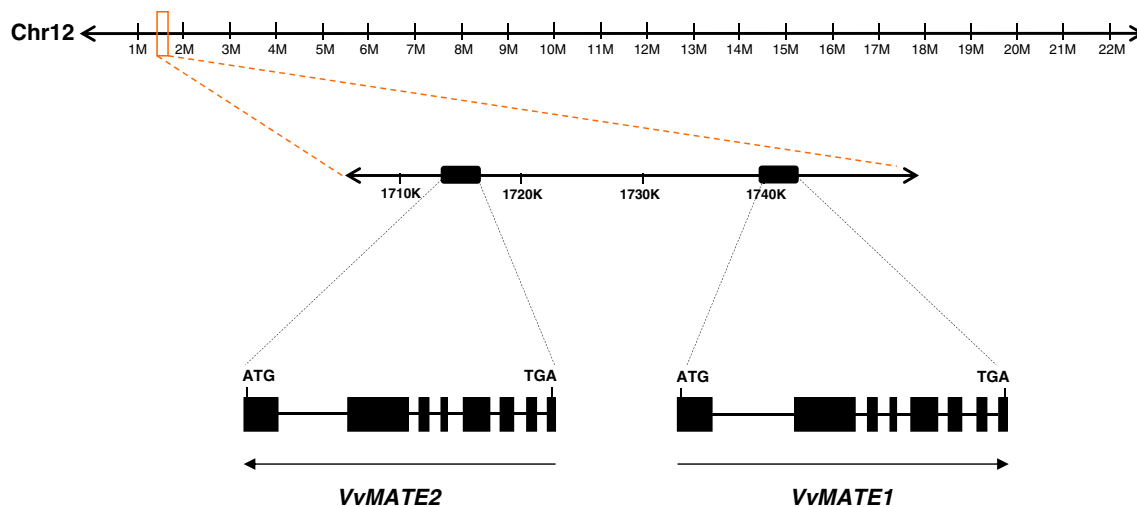 Chr12
1M 2M 3M 4M 5M 6M 7M 8M 9M 10M 11M 12M 13M 14M 15M 16M 17M 18M 19M 20M 21M 22M
1710K 1720K 1730K 1740K
ATG TGA ATG TGA
VvMATE2 VvMATE1